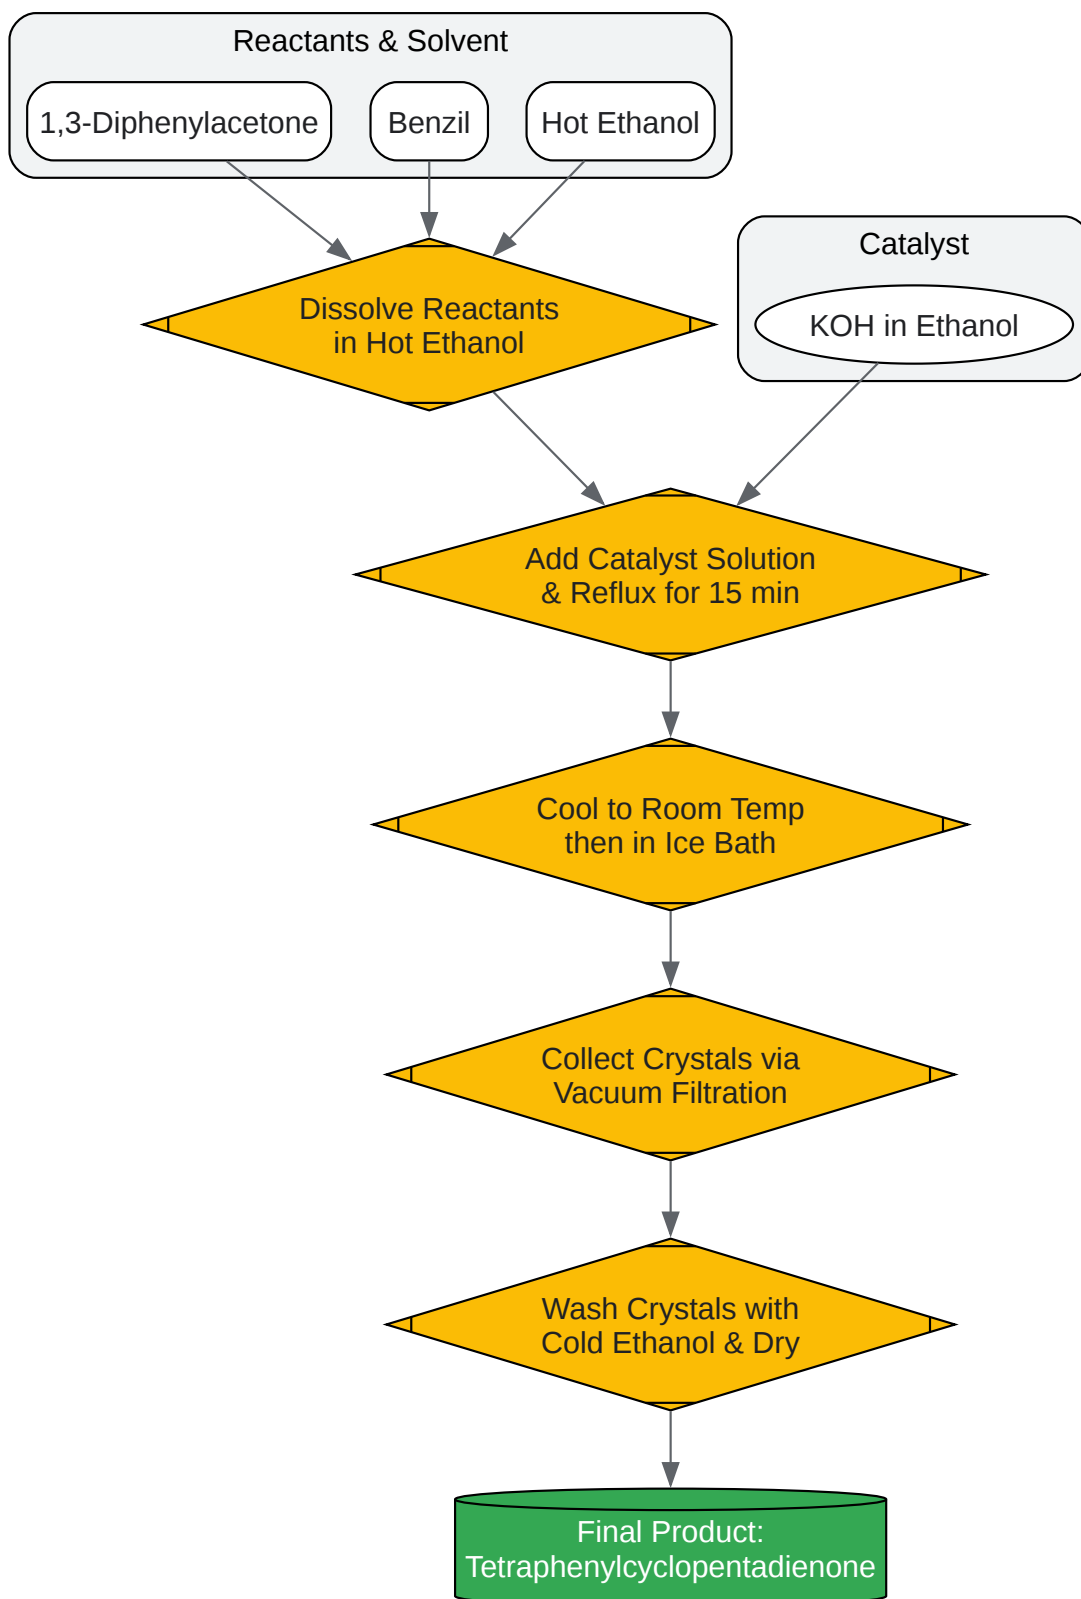 Reactants & Solvent
1,3-Diphenylacetone
Benzil
Hot Ethanol
Catalyst
KOH in Ethanol
Dissolve Reactants
in Hot Ethanol
Add Catalyst Solution
& Reflux for 15 min
Cool to Room Temp
then in Ice Bath
Collect Crystals via
Vacuum Filtration
Wash Crystals with
Cold Ethanol & Dry
Final Product:
Tetraphenylcyclopentadienone